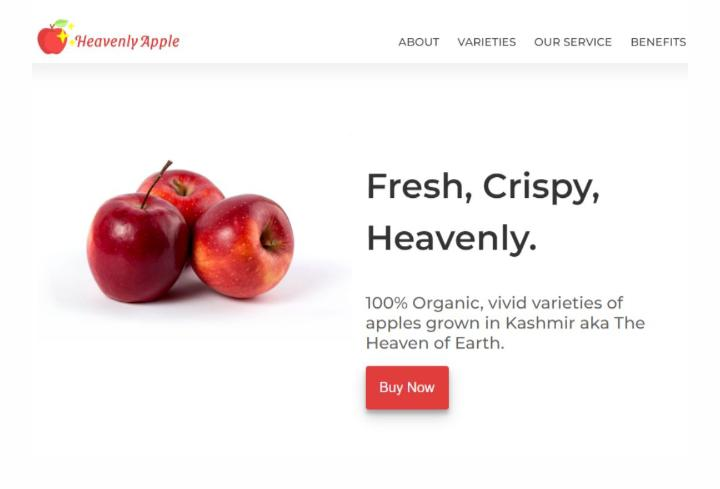 Heavenly Apple
ABOUT VARIETIES OUR SERVICE BENEFITS
Fresh, Crispy,
Heavenly.
100% Organic, vivid varieties of
apples grown in Kashmir aka The
Heaven of Earth.
Buy Now